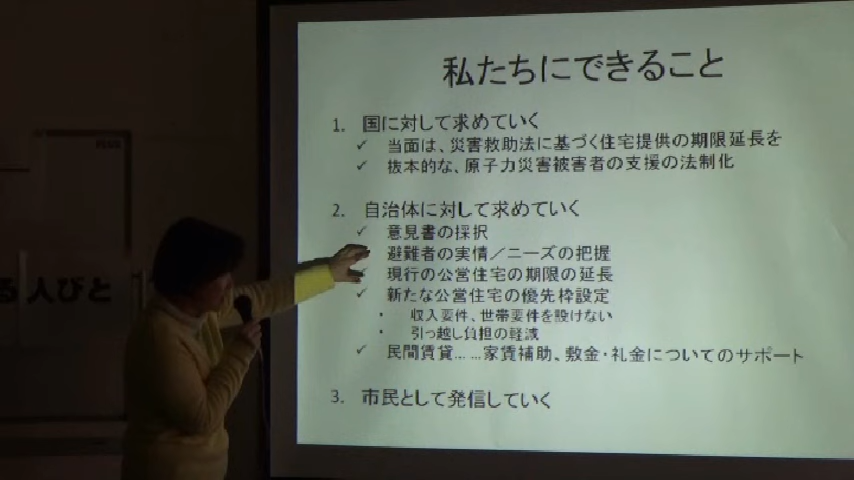 私たちにできること
1. 国に対して求めていく
✓ 当面は、災害救助法に基づく住宅提供の期限延長を
✓ 抜本的な、原子力災害被害者の支援の法制化
2. 自治体に対して求めていく
✓ 意見書の採択
避難者の実情／ニーズの把握
✓ 現行の公営住宅の期限の延長
✓ 新たな公営住宅の優先枠設定
・ 収入要件、世帯要件を設けない
・ 引っ越し負担の軽減
✓ 民間賃貸……家賃補助、敷金・礼金についてのサポート
3. 市民として発信していく
る人びと
PLUS